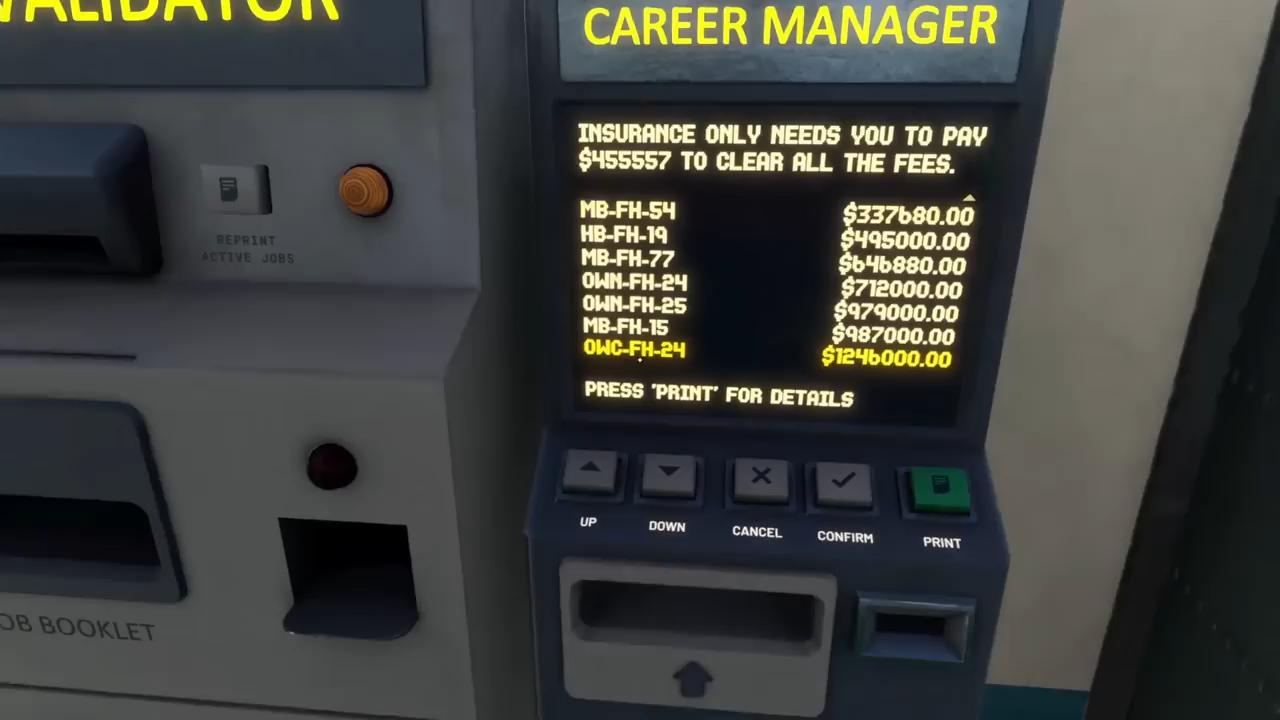 VALIDATOR
REPRINT
ACTIVE JOBS
JOB BOOKLET
CAREER MANAGER
INSURANCE ONLY NEEDS YOU TO PAY
$455557 TO CLEAR ALL THE FEES.
MB-FH-54 $337680.00
HB-FH-19 $495000.00
MB-FH-77 $646880.00
OWN-FH-24 $712000.00
OWN-FH-25 $979000.00
MB-FH-15 $987000.00
OWC-FH-24 $1246000.00
PRESS 'PRINT' FOR DETAILS
UP DOWN CANCEL CONFIRM PRINT